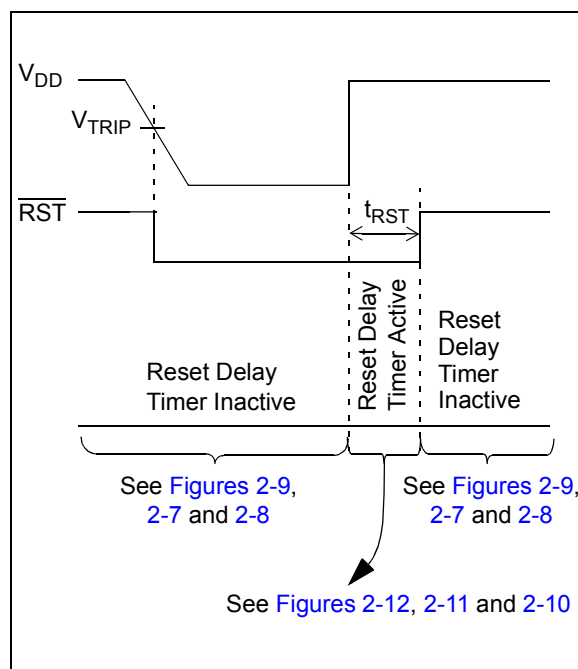 VDD
VTRIP
RST
tRST
Reset Delay
Timer Inactive
Reset Delay
Timer Active
Reset
Delay
Timer
Inactive
See Figures 2-9,
2-7 and 2-8
See Figures 2-9,
2-7 and 2-8
See Figures 2-12, 2-11 and 2-10